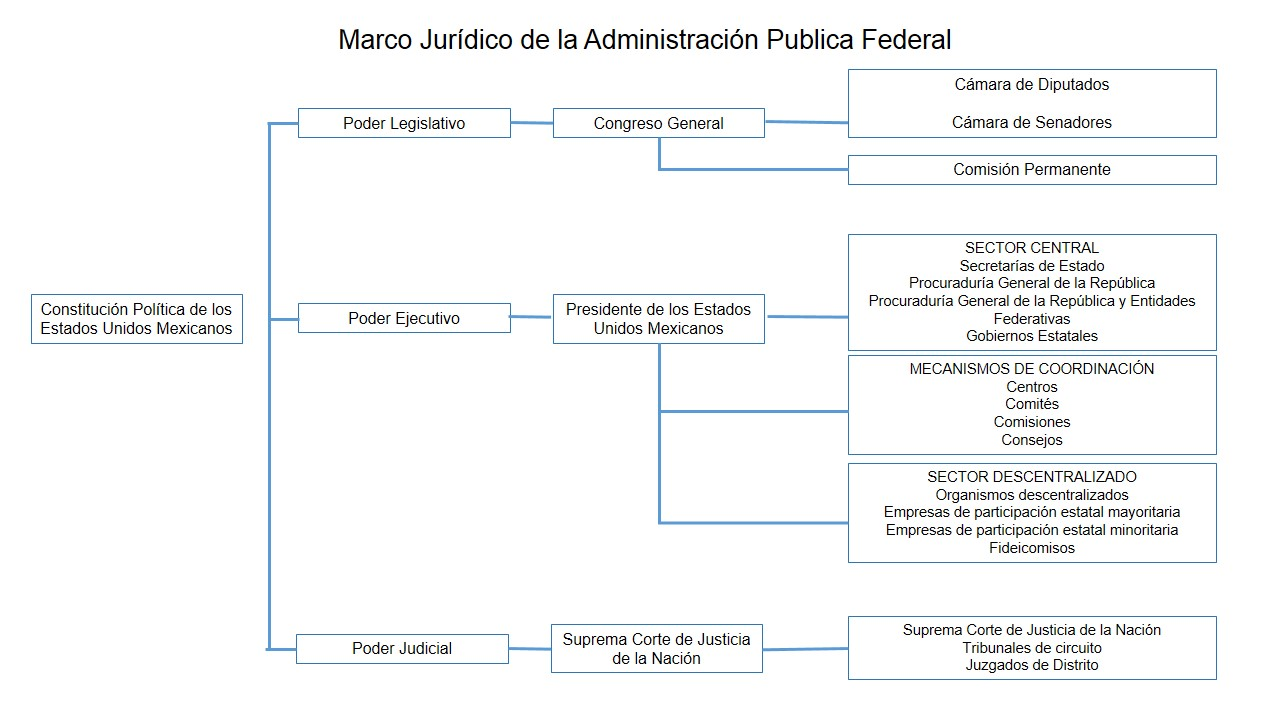 Marco Jurídico de la Administración Publica Federal
Cámara de Diputados
Cámara de Senadores
Poder Legislativo
Congreso General
Comisión Permanente
Constitución Política de los
Estados Unidos Mexicanos
Poder Ejecutivo
Presidente de los Estados
Unidos Mexicanos
SECTOR CENTRAL
Secretarías de Estado
Procuraduría General de la República
Procuraduría General de la República y Entidades
Federativas
Gobiernos Estatales
MECANISMOS DE COORDINACIÓN
Centros
Comités
Comisiones
Consejos
SECTOR DESCENTRALIZADO
Organismos descentralizados
Empresas de participación estatal mayoritaria
Empresas de participación estatal minoritaria
Fideicomisos
Poder Judicial
Suprema Corte de Justicia
de la Nación
Suprema Corte de Justicia de la Nación
Tribunales de circuito
Juzgados de Distrito